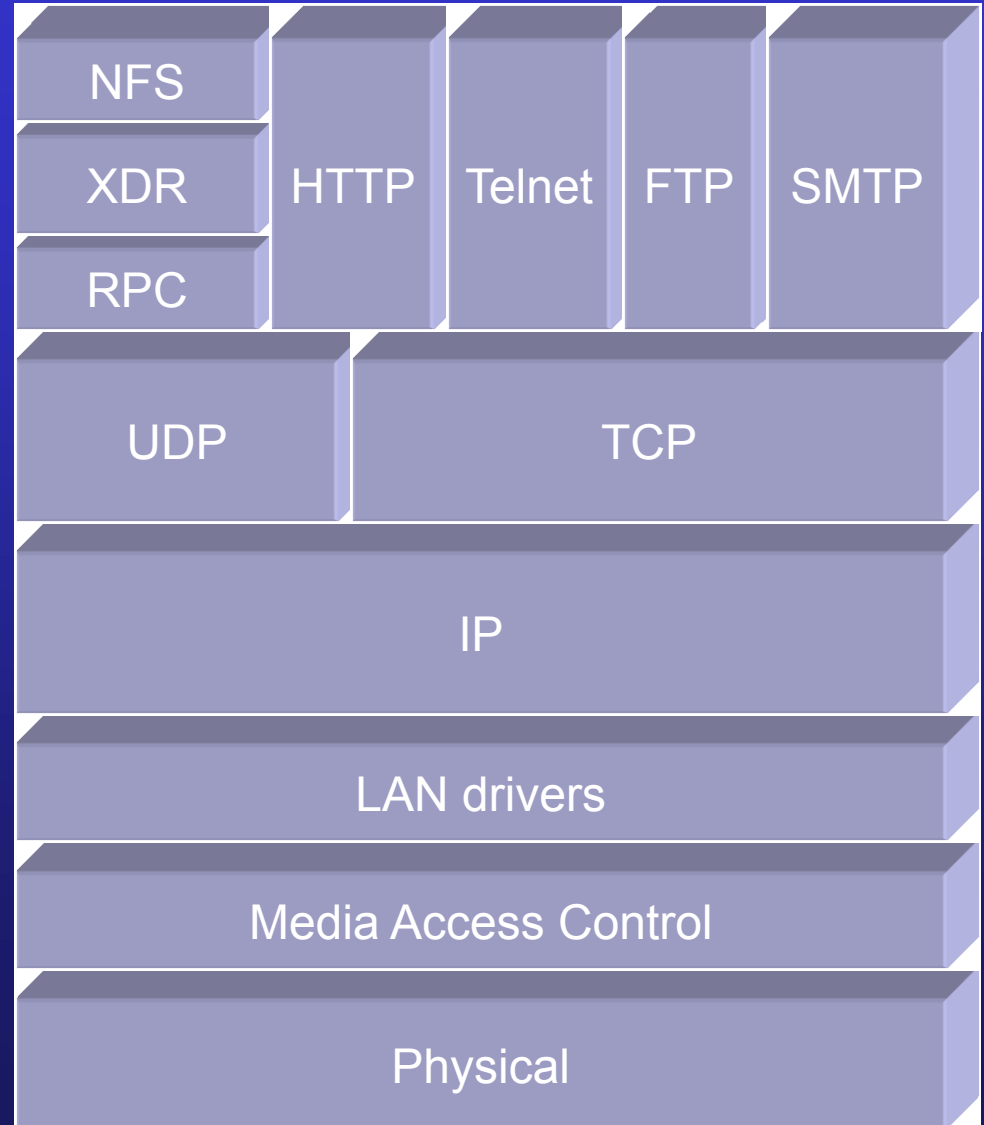 NFS
XDR
RPC
HTTP
Telnet
FTP
SMTP
UDP
TCP
IP
LAN drivers
Media Access Control
Physical